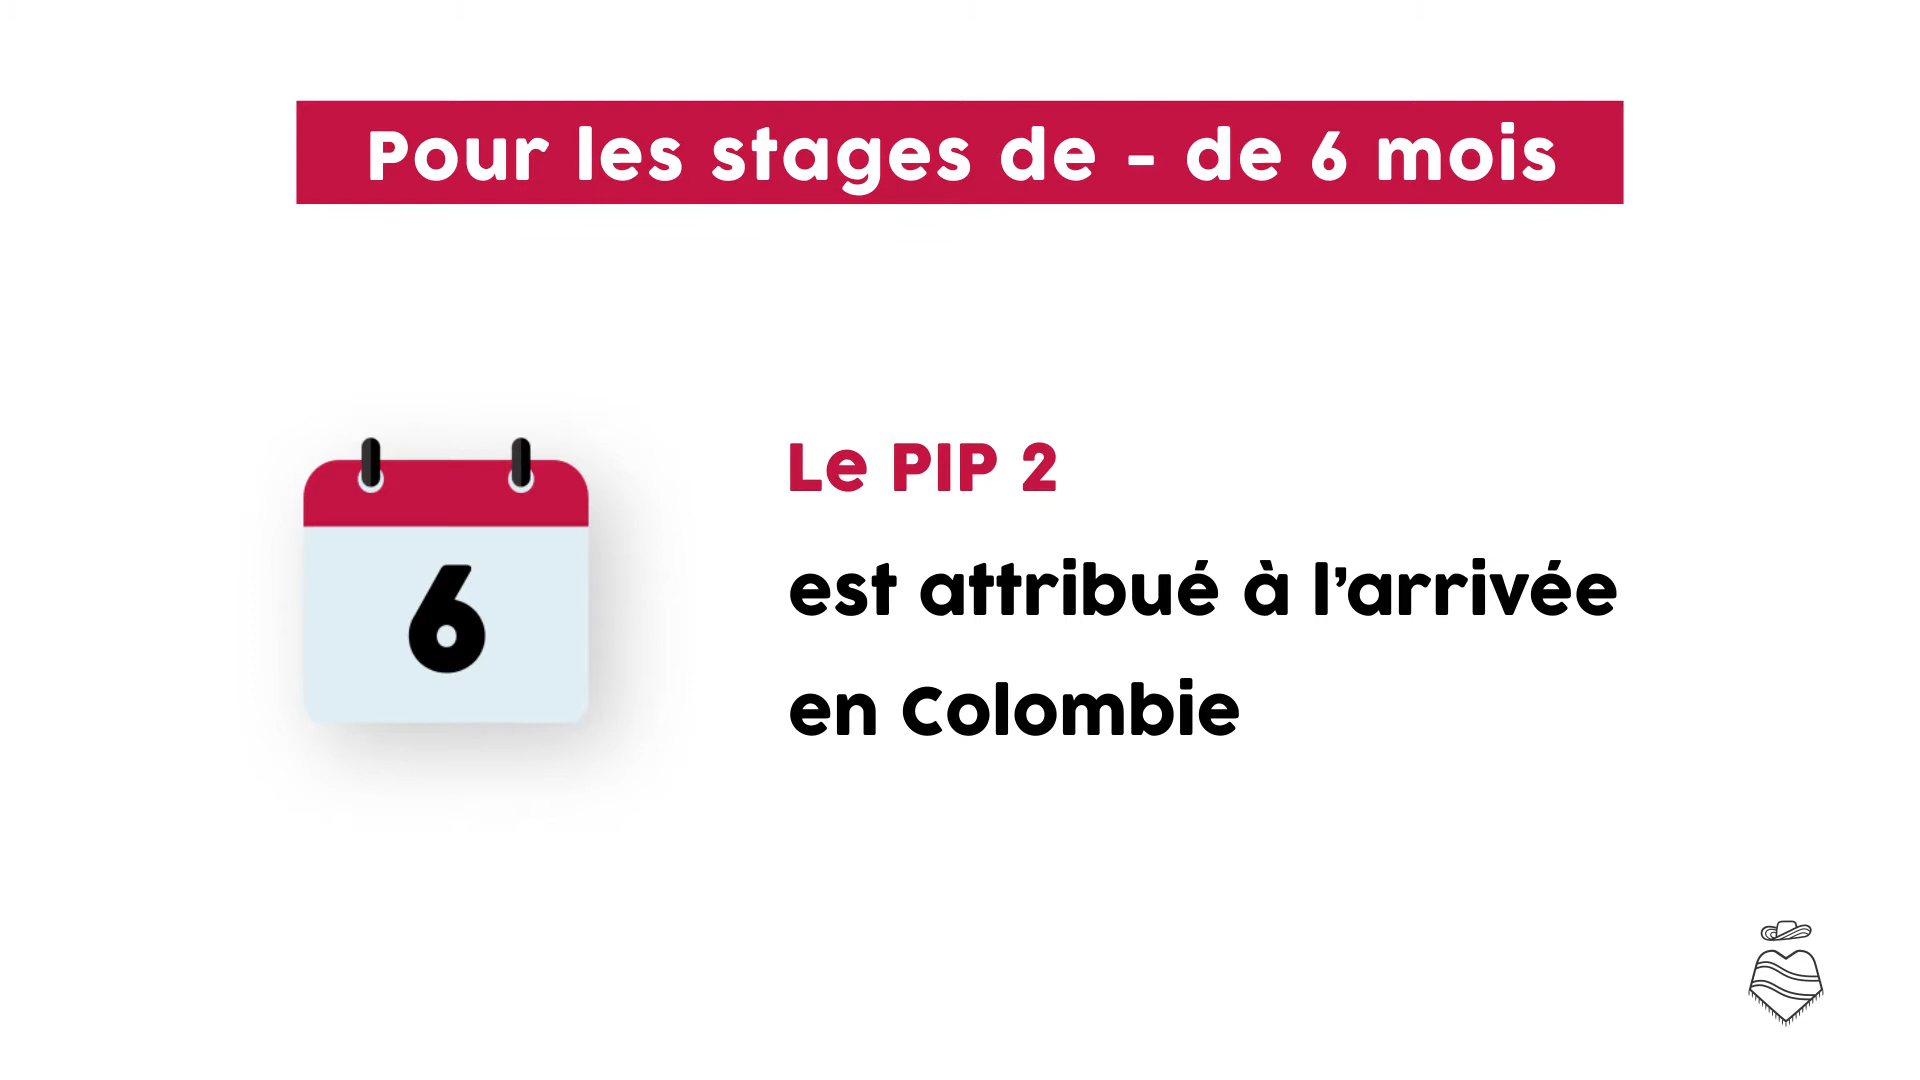 Pour les stages de - de 6 mois
6
Le PIP 2
est attribué à l'arrivée
en Colombie